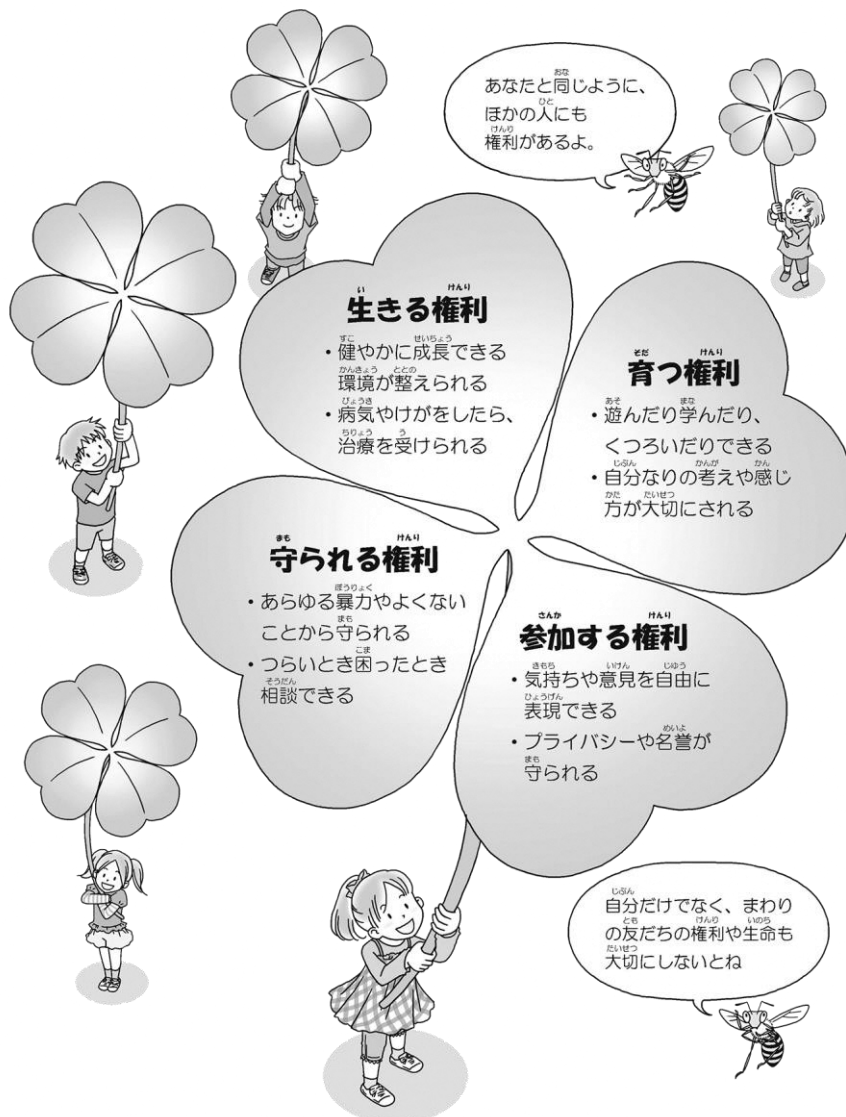 あなたと同じように、
ほかの人にも
権利があるよ。
生きる権利
・健やかに成長できる
環境が整えられる
・病気やけがをしたら、
治療を受けられる
育つ権利
・遊んだり学んだり、
くつろいだりできる
・自分なりの考えや感じ
方が大切にされる
守られる権利
・あらゆる暴力やよくない
ことから守られる
・つらいとき困ったとき
相談できる
参加する権利
・気持ちや意見を自由に
表現できる
・プライバシーや名誉が
守られる
自分だけでなく、まわり
の友だちの権利や生命も
大切にしないとね